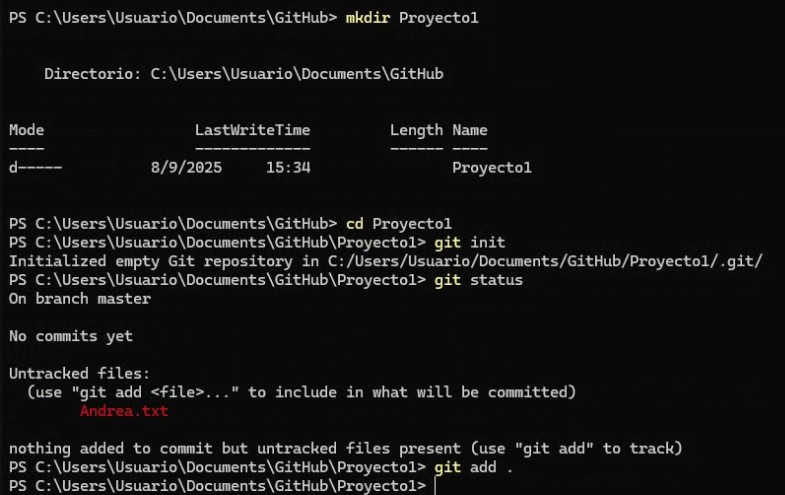 PS C:\Users\Usuario\Documents\GitHub> mkdir Proyecto1
Directorio: C:\Users\Usuario\Documents\GitHub
Mode                 LastWriteTime         Length Name
----                 -------------         ------ ----
d-----          8/9/2025     15:34                Proyecto1
PS C:\Users\Usuario\Documents\GitHub> cd Proyecto1
PS C:\Users\Usuario\Documents\GitHub\Proyecto1> git init
Initialized empty Git repository in C:/Users/Usuario/Documents/GitHub/Proyecto1/.git/
PS C:\Users\Usuario\Documents\GitHub\Proyecto1> git status
On branch master
No commits yet
Untracked files:
(use "git add <file>..." to include in what will be committed)
Andrea.txt
nothing added to commit but untracked files present (use "git add" to track)
PS C:\Users\Usuario\Documents\GitHub\Proyecto1> git add .
PS C:\Users\Usuario\Documents\GitHub\Proyecto1>